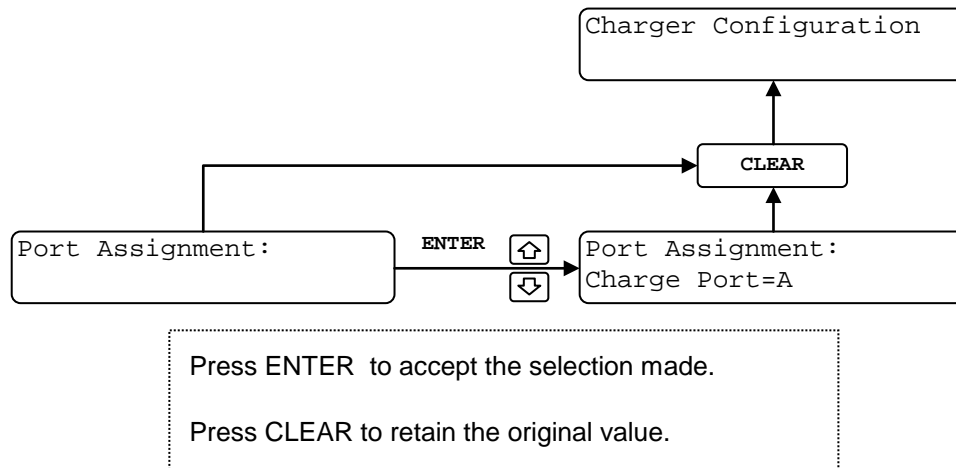 Charger Configuration
CLEAR
Port Assignment:
ENTER
Port Assignment:
Charge Port=A
Press ENTER  to accept the selection made.
Press CLEAR to retain the original value.